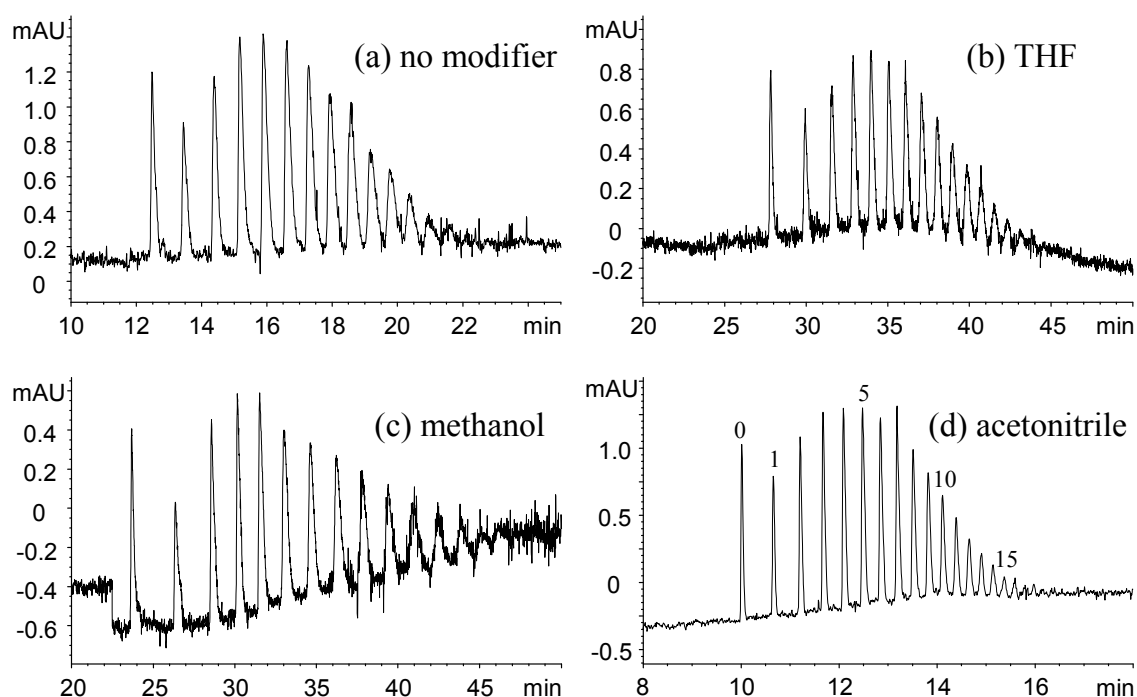 mAU
(a) no modifier
1.2
1.0
0.8
0.6
0.4
0.2
0
10 12 14 16 18 20 22 min
mAU
(b) THF
0.8
0.6
0.4
0.2
0
-0.2
20 25 30 35 40 45 min
mAU
(c) methanol
0.4
0.2
0
-0.2
-0.4
-0.6
20 25 30 35 40 45 min
mAU
(d) acetonitrile
0 1 5 10 15
1.0
0.5
0
-0.5
8 10 12 14 16 min